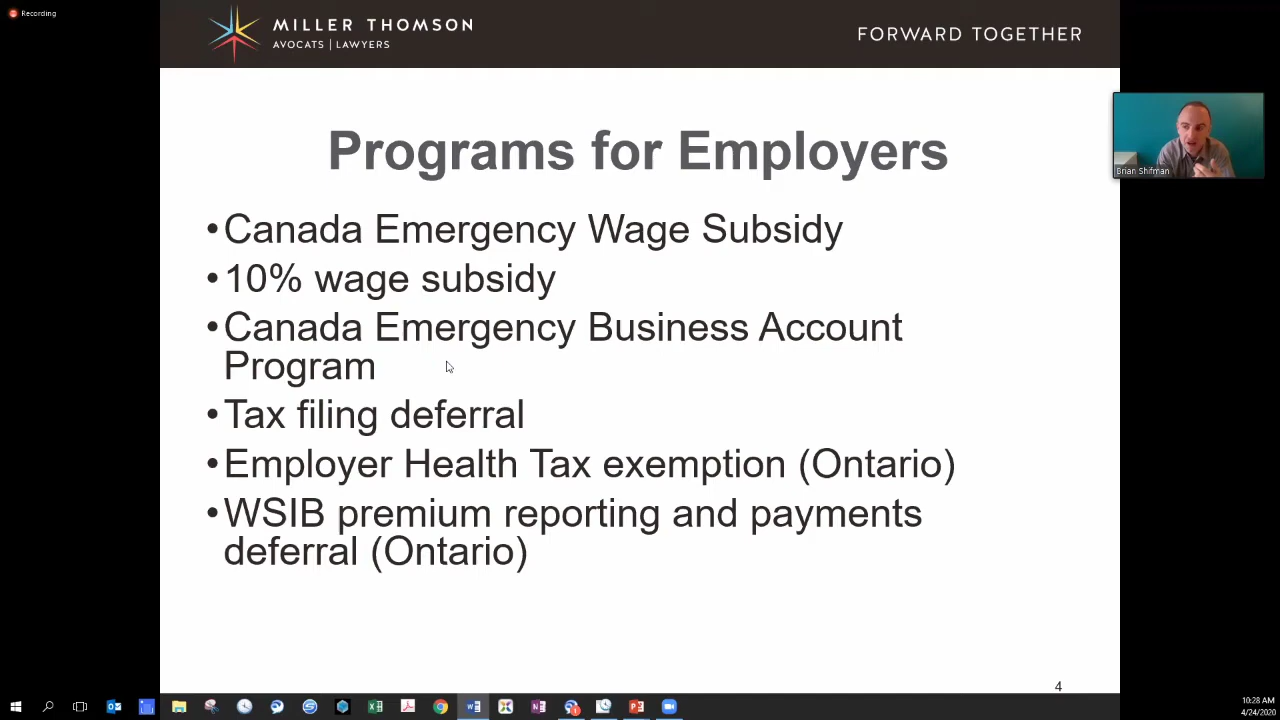 Recording
MILLER THOMSON
AVOCATS | LAWYERS
FORWARD TOGETHER
Programs for Employers
•Canada Emergency Wage Subsidy
•10% wage subsidy
•Canada Emergency Business Account
Program
•Tax filing deferral
•Employer Health Tax exemption (Ontario)
•WSIB premium reporting and payments
deferral (Ontario)
4
Brian Shifman
10:28 AM
4/24/2020